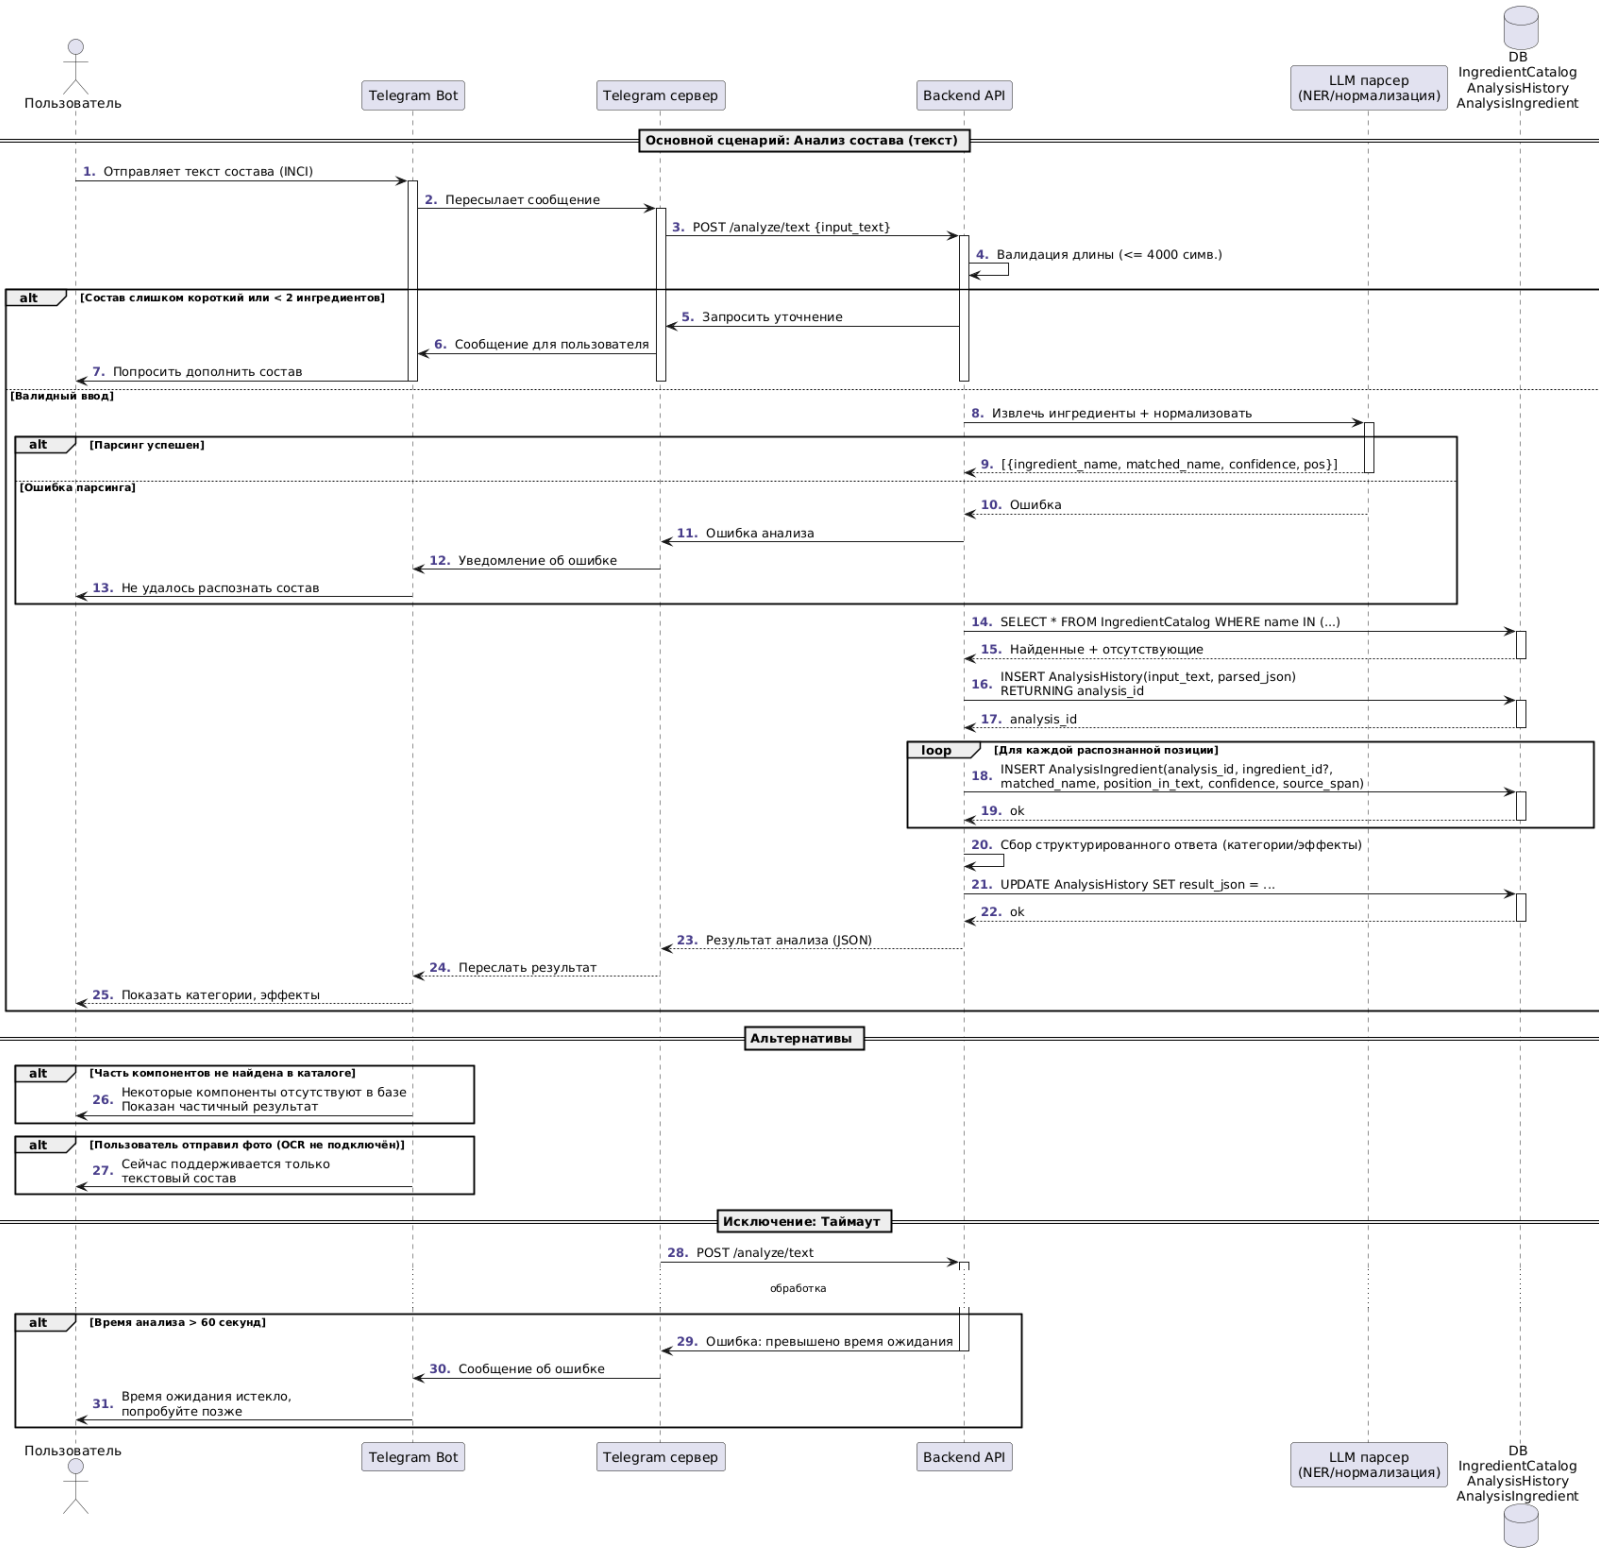 DB
IngredientCatalog
AnalysisHistory
AnalysisIngredient
Пользователь
Telegram Bot
Telegram сервер
Backend API
LLM парсер
(NER/нормализация)
Основной сценарий: Анализ состава (текст)
1. Отправляет текст состава (INCI)
2. Пересылает сообщение
3. POST /analyze/text {input_text}
4. Валидация длины (<= 4000 симв.)
alt [Состав слишком короткий или < 2 ингредиентов]
5. Запросить уточнение
6. Сообщение для пользователя
7. Попросить дополнить состав
[Валидный ввод]
8. Извлечь ингредиенты + нормализовать
alt [Парсинг успешен]
9. [{ingredient_name, matched_name, confidence, pos}]
[Ошибка парсинга]
10. Ошибка
11. Ошибка анализа
12. Уведомление об ошибке
13. Не удалось распознать состав
14. SELECT * FROM IngredientCatalog WHERE name IN (...)
15. Найденные + отсутствующие
16. INSERT AnalysisHistory(input_text, parsed_json)
RETURNING analysis_id
17. analysis_id
loop [Для каждой распознанной позиции]
18. INSERT AnalysisIngredient(analysis_id, ingredient_id?,
matched_name, position_in_text, confidence, source_span)
19. ok
20. Сбор структурированного ответа (категории/эффекты)
21. UPDATE AnalysisHistory SET result_json = ...
22. ok
23. Результат анализа (JSON)
24. Переслать результат
25. Показать категории, эффекты
Альтернативы
alt [Часть компонентов не найдена в каталоге]
26. Некоторые компоненты отсутствуют в базе
Показан частичный результат
alt [Пользователь отправил фото (OCR не подключён)]
27. Сейчас поддерживается только
текстовый состав
Исключение: Таймаут
28. POST /analyze/text
обработка
alt [Время анализа > 60 секунд]
29. Ошибка: превышено время ожидания
30. Сообщение об ошибке
31. Время ожидания истекло,
попробуйте позже
Пользователь
Telegram Bot
Telegram сервер
Backend API
LLM парсер
(NER/нормализация)
DB
IngredientCatalog
AnalysisHistory
AnalysisIngredient